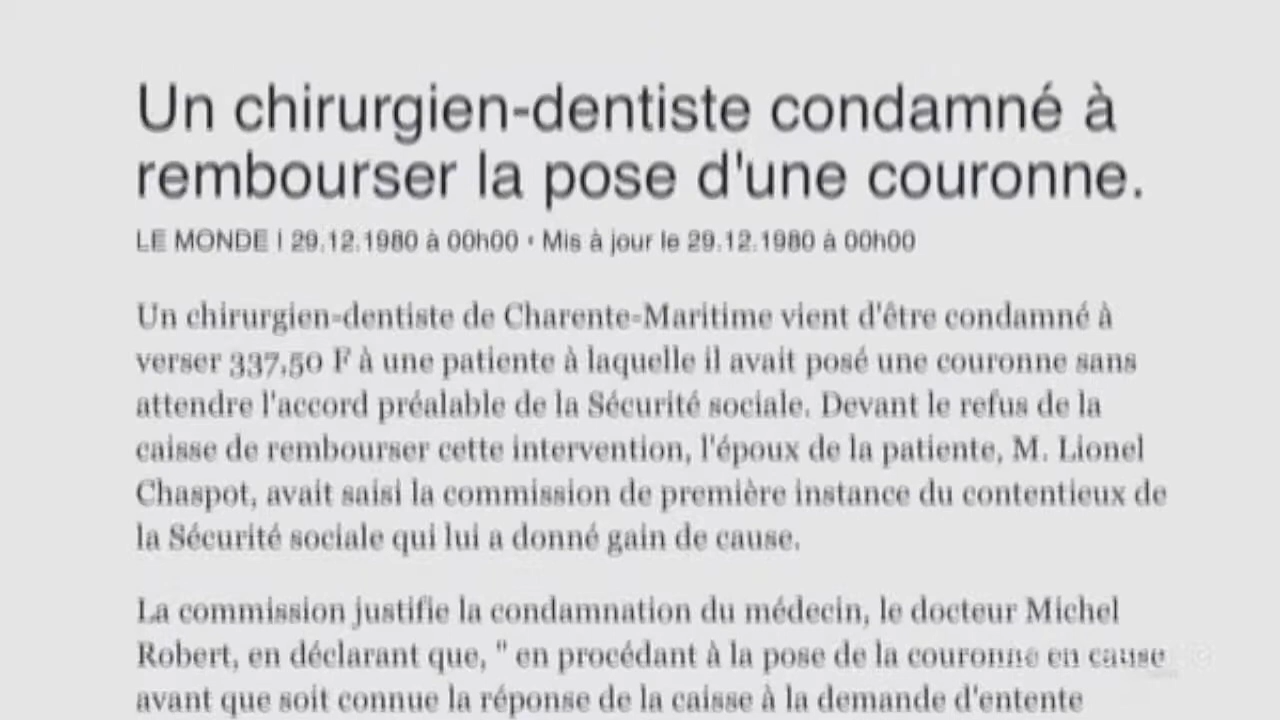 Un chirurgien-dentiste condamné à
rembourser la pose d'une couronne.
LE MONDE | 29.12.1980 à 00h00 • Mis à jour le 29.12.1980 à 00h00
Un chirurgien-dentiste de Charente-Maritime vient d'être condamné à
verser 337,50 F à une patiente à laquelle il avait posé une couronne sans
attendre l'accord préalable de la Sécurité sociale. Devant le refus de la
caisse de rembourser cette intervention, l'époux de la patiente, M. Lionel
Chaspot, avait saisi la commission de première instance du contentieux de
la Sécurité sociale qui lui a donné gain de cause.
La commission justifie la condamnation du médecin, le docteur Michel
Robert, en déclarant que, " en procédant à la pose de la couronne en cause
avant que soit connue la réponse de la caisse à la demande d'entente